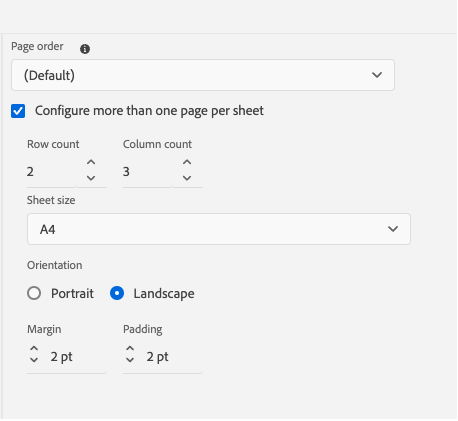 Page order
(Default)
Configure more than one page per sheet
Row count Column count
2 3
Sheet size
A4
Orientation
Portrait Landscape
Margin Padding
2 pt 2 pt